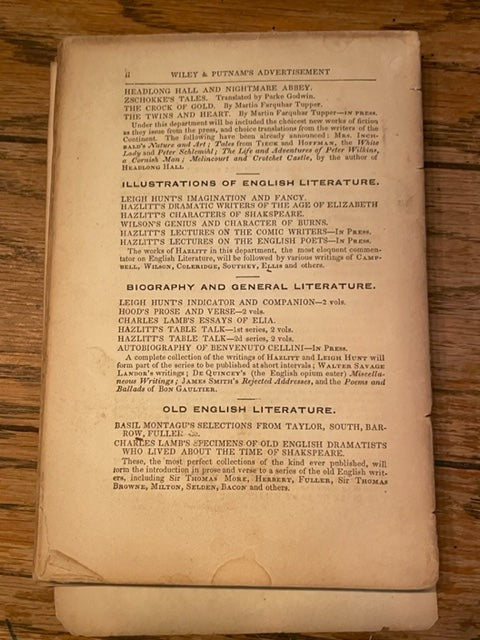 ii WILEY & PUTNAM'S ADVERTISEMENT
HEADLONG HALL AND NIGHTMARE ABBEY.
ZSCHOKKE'S TALES. Translated by Parke Godwin.
THE CROCK OF GOLD. By Martin Farquhar Tupper.
THE TWINS AND HEART. By Martin Farquhar Tupper—IN PRESS.
Under this department will be included the choicest new works of fiction
as they issue from the press, and choice translations from the writers of the
Continent. The following have been already announced: MRS. INCH-
BALD'S Nature and Art; Tales from TIECK and HOFFMAN, the White
Lady and Peter Schlemihl; The Life and Adventures of Peter Wilkins,
a Cornish Man; Melincourt and Crotchet Castle, by the author of
HEADLONG HALL
ILLUSTRATIONS OF ENGLISH LITERATURE.
LEIGH HUNT'S IMAGINATION AND FANCY.
HAZLITT'S DRAMATIC WRITERS OF THE AGE OF ELIZABETH
HAZLITT'S CHARACTERS OF SHAKSPEARE.
WILSON'S GENIUS AND CHARACTER OF BURNS.
HAZLITT'S LECTURES ON THE COMIC WRITERS—IN PRESS.
HAZLITT'S LECTURES ON THE ENGLISH POETS—IN PRESS.
The works of HAZLITT in this department, the most eloquent commen-
tator on English Literature, will be followed by various writings of CAMP-
BELL, WILSON, COLERIDGE, SOUTHEY, ELLIS and others.
BIOGRAPHY AND GENERAL LITERATURE.
LEIGH HUNT'S INDICATOR AND COMPANION—2 vols.
HOOD'S PROSE AND VERSE—2 vols.
CHARLES LAMB'S ESSAYS OF ELIA.
HAZLITT'S TABLE TALK—1st series, 2 vols.
HAZLITT'S TABLE TALK—2d series, 2 vols.
AUTOBIOGRAPHY OF BENVENUTO CELLINI—IN PRESS.
A complete collection of the writings of HAZLITT and LEIGH HUNT will
form part of the series to be published at short intervals; WALTER SAVAGE
LANDOR'S writings; DE QUINCEY'S (the English opium eater) Miscella-
neous Writings; JAMES SMITH'S Rejected Addresses, and the Poems and
Ballads of BON GAULTIER.
OLD ENGLISH LITERATURE.
BASIL MONTAGU'S SELECTIONS FROM TAYLOR, SOUTH, BAR-
ROW, FULLER
CHARLES LAMB'S SPECIMENS OF OLD ENGLISH DRAMATISTS
WHO LIVED ABOUT THE TIME OF SHAKSPEARE.
These, the most perfect collections of the kind ever published, will
form the introduction in prose and verse to a series of the old English writ-
ers, including SIR THOMAS MORE, HERBERT, FULLER, SIR THOMAS
BROWNE, MILTON, SELDEN, BACON and others.